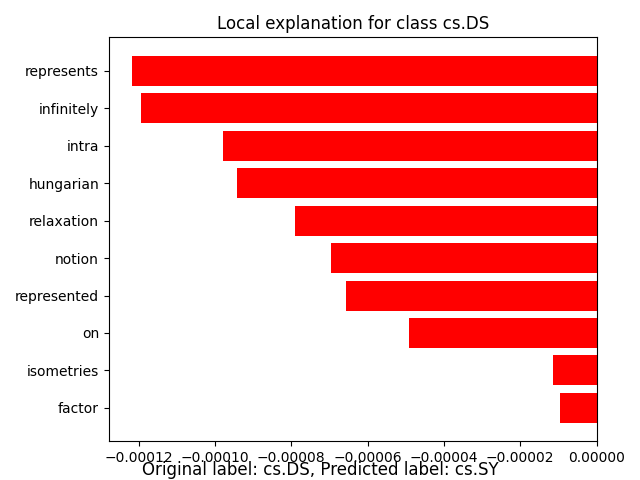 Local explanation for class cs.DS
represents
infinitely
intra
hungarian
relaxation
notion
represented
on
isometries
factor
−0.00012 −0.00010 −0.00008 −0.00006 −0.00004 −0.00002 0.00000
Original label: cs.DS, Predicted label: cs.SY